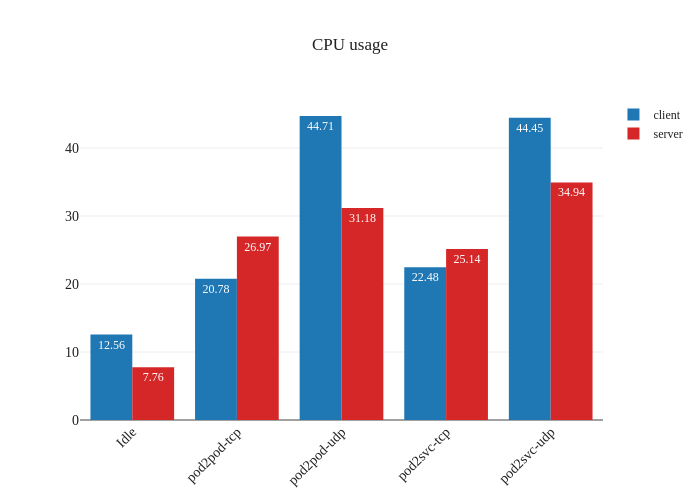 CPU usage
client
server
40
30
20
10
0
12.56
7.76
20.78
26.97
44.71
31.18
22.48
25.14
44.45
34.94
Idle
pod2pod-tcp
pod2pod-udp
pod2svc-tcp
pod2svc-udp